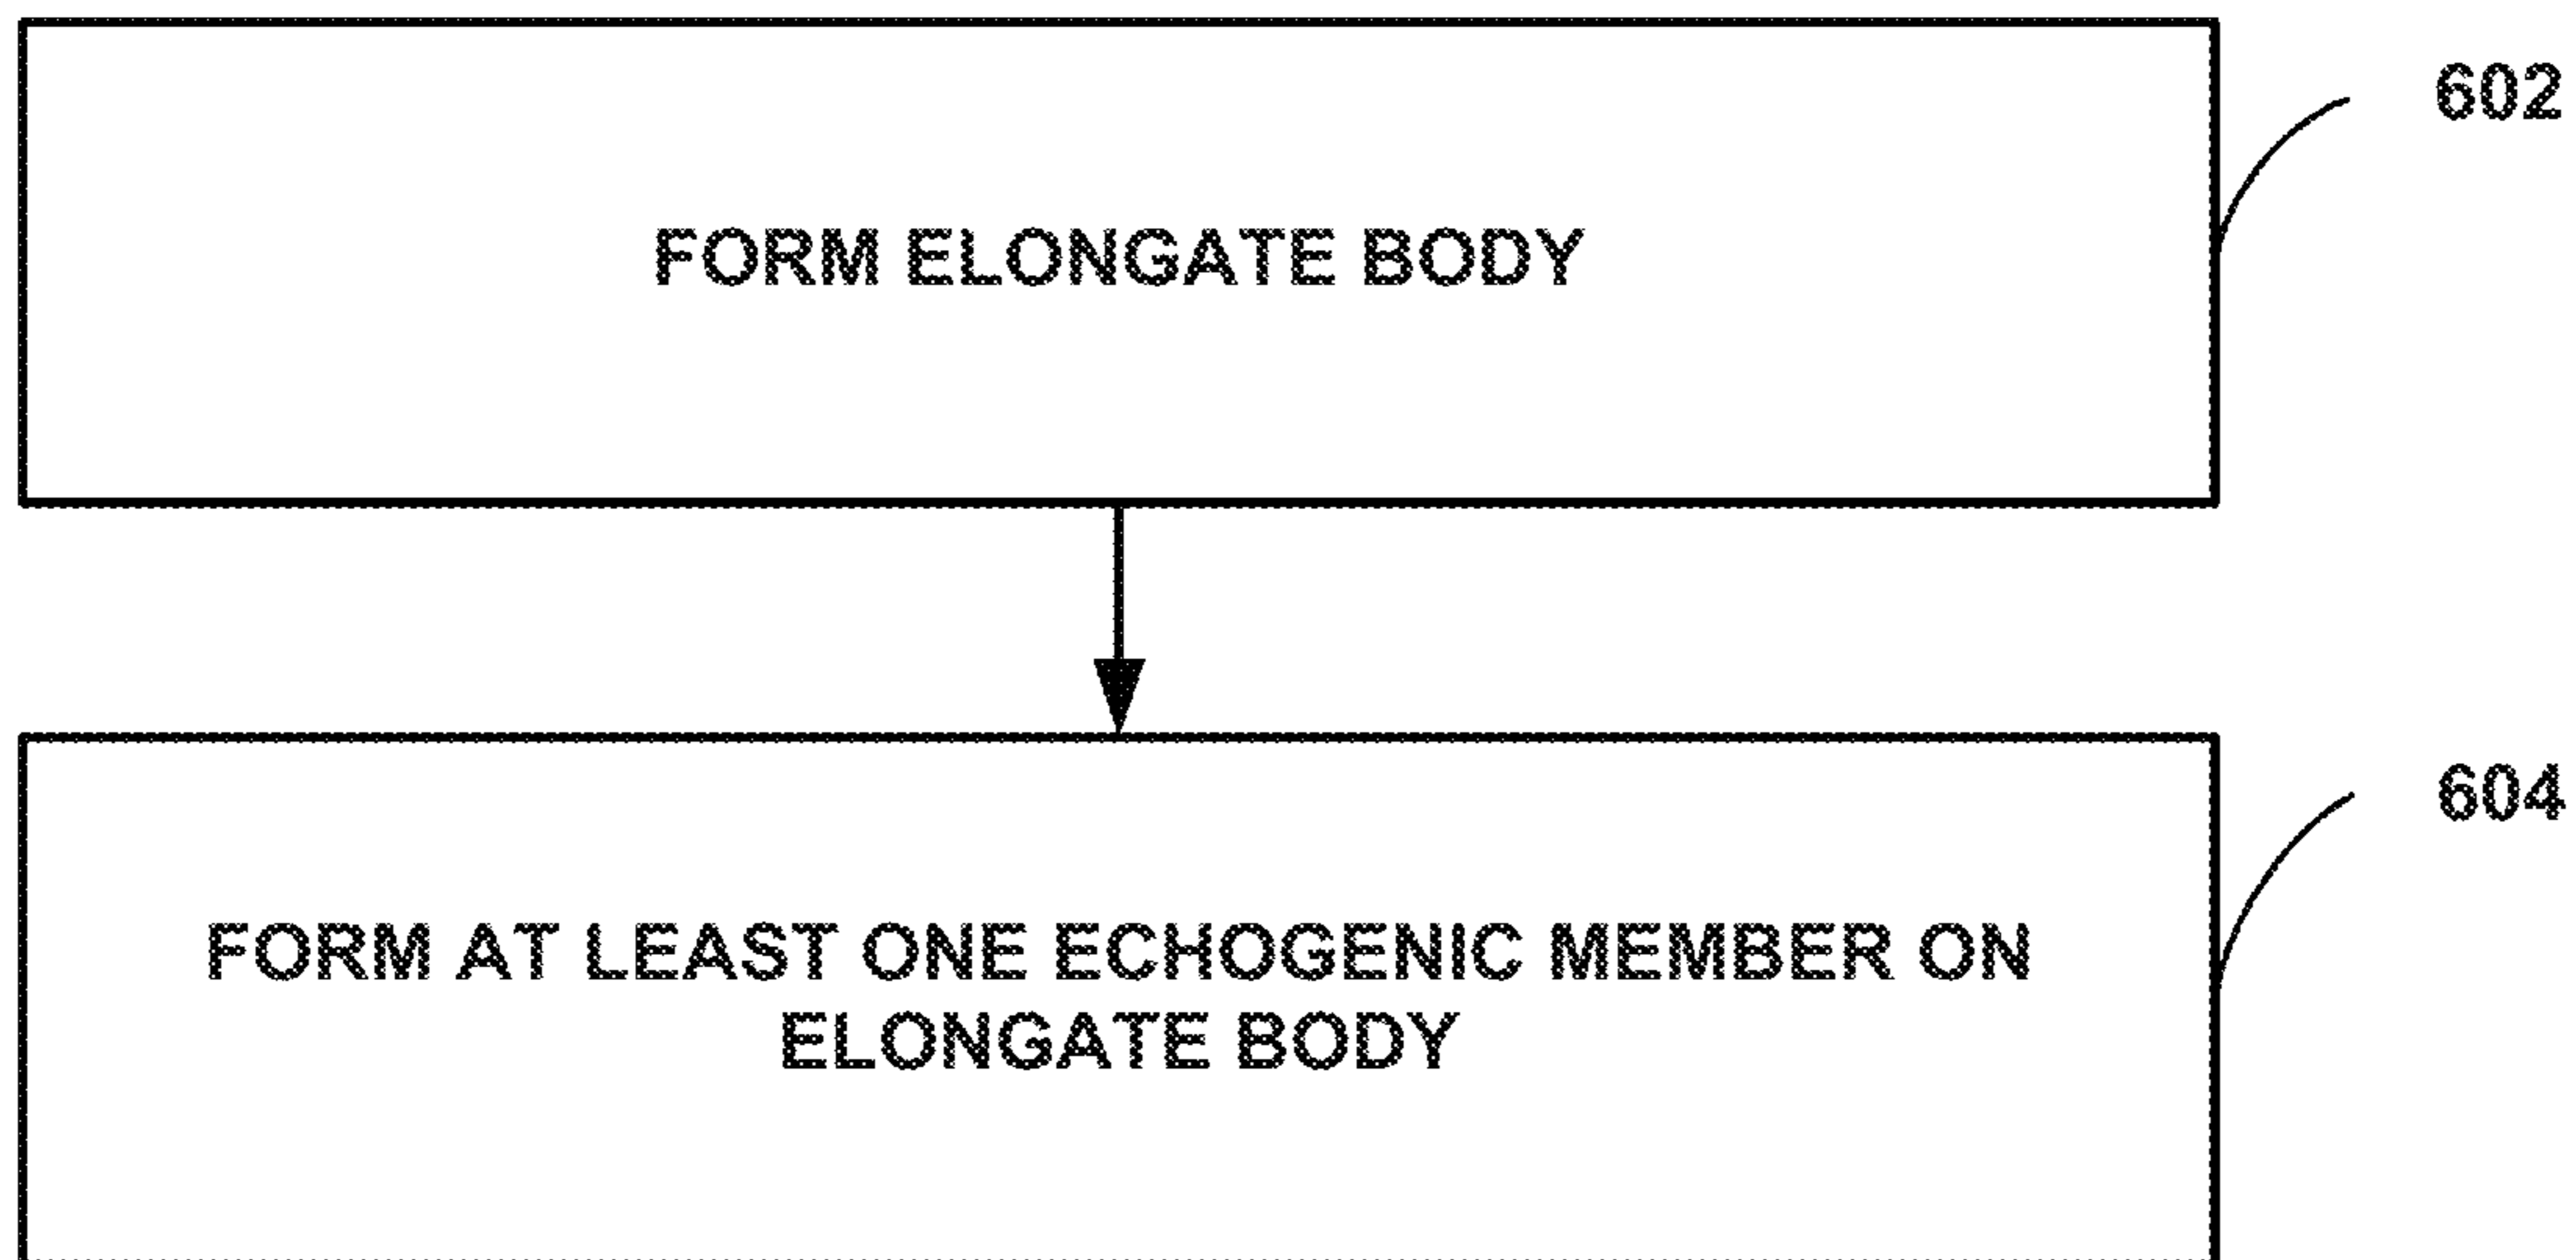 602
FORM ELONGATE BODY
604
FORM AT LEAST ONE ECHOGENIC MEMBER ON
ELONGATE BODY